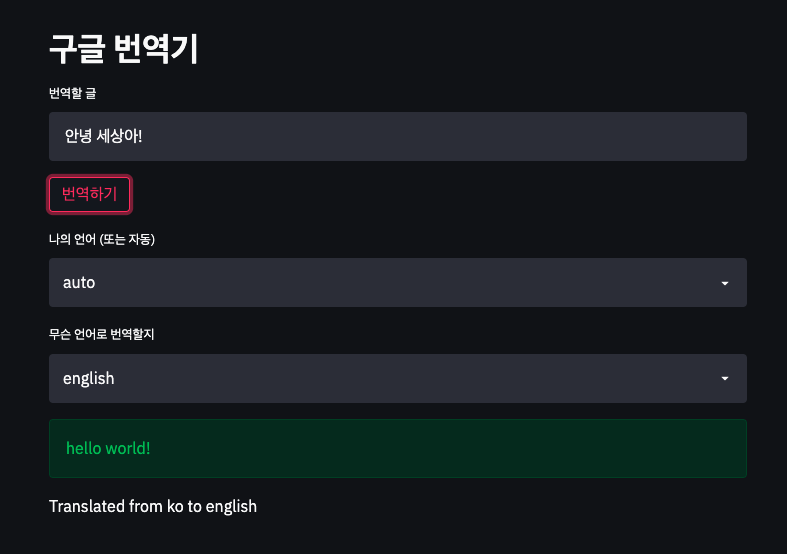 구글 번역기
번역할 글
안녕 세상아!
번역하기
나의 언어 (또는 자동)
auto
무슨 언어로 번역할지
english
hello world!
Translated from ko to english